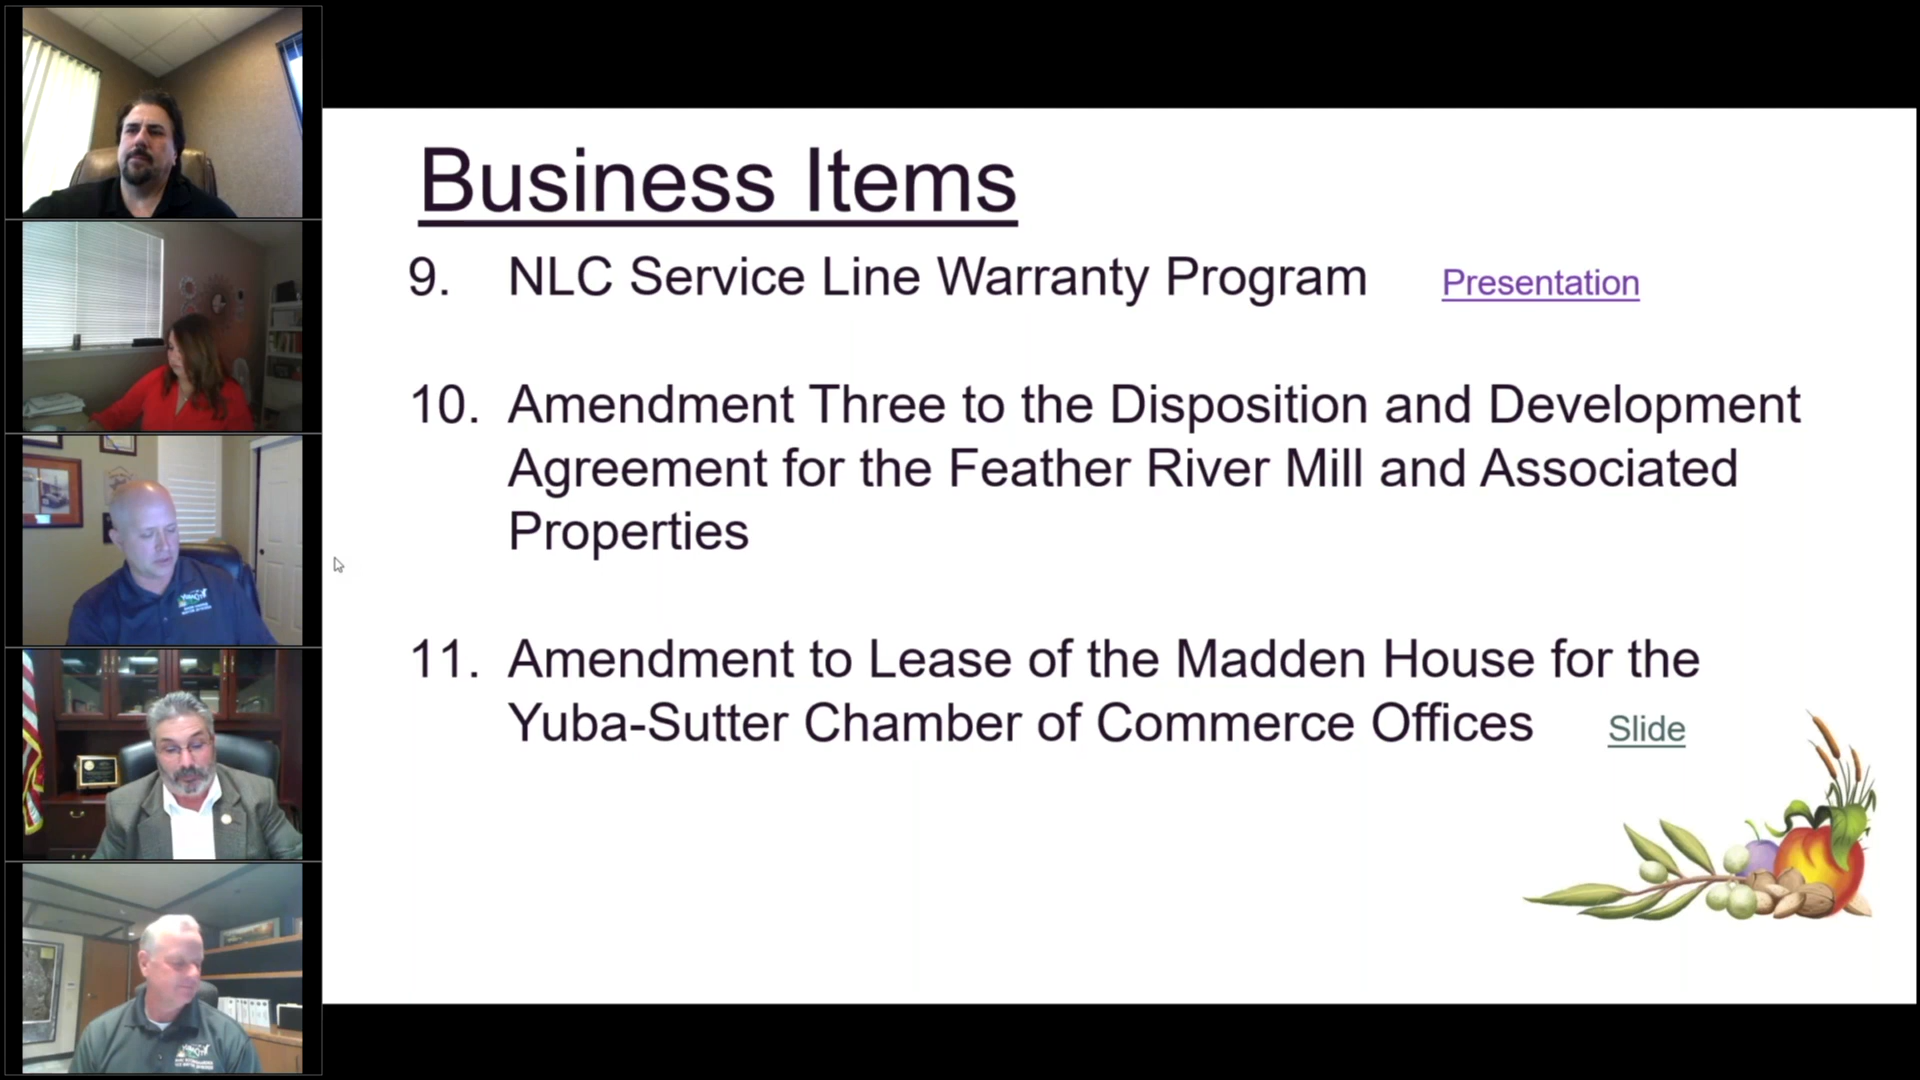 Business Items
9. NLC Service Line Warranty Program Presentation
10. Amendment Three to the Disposition and Development
Agreement for the Feather River Mill and Associated
Properties
11. Amendment to Lease of the Madden House for the
Yuba-Sutter Chamber of Commerce Offices Slide